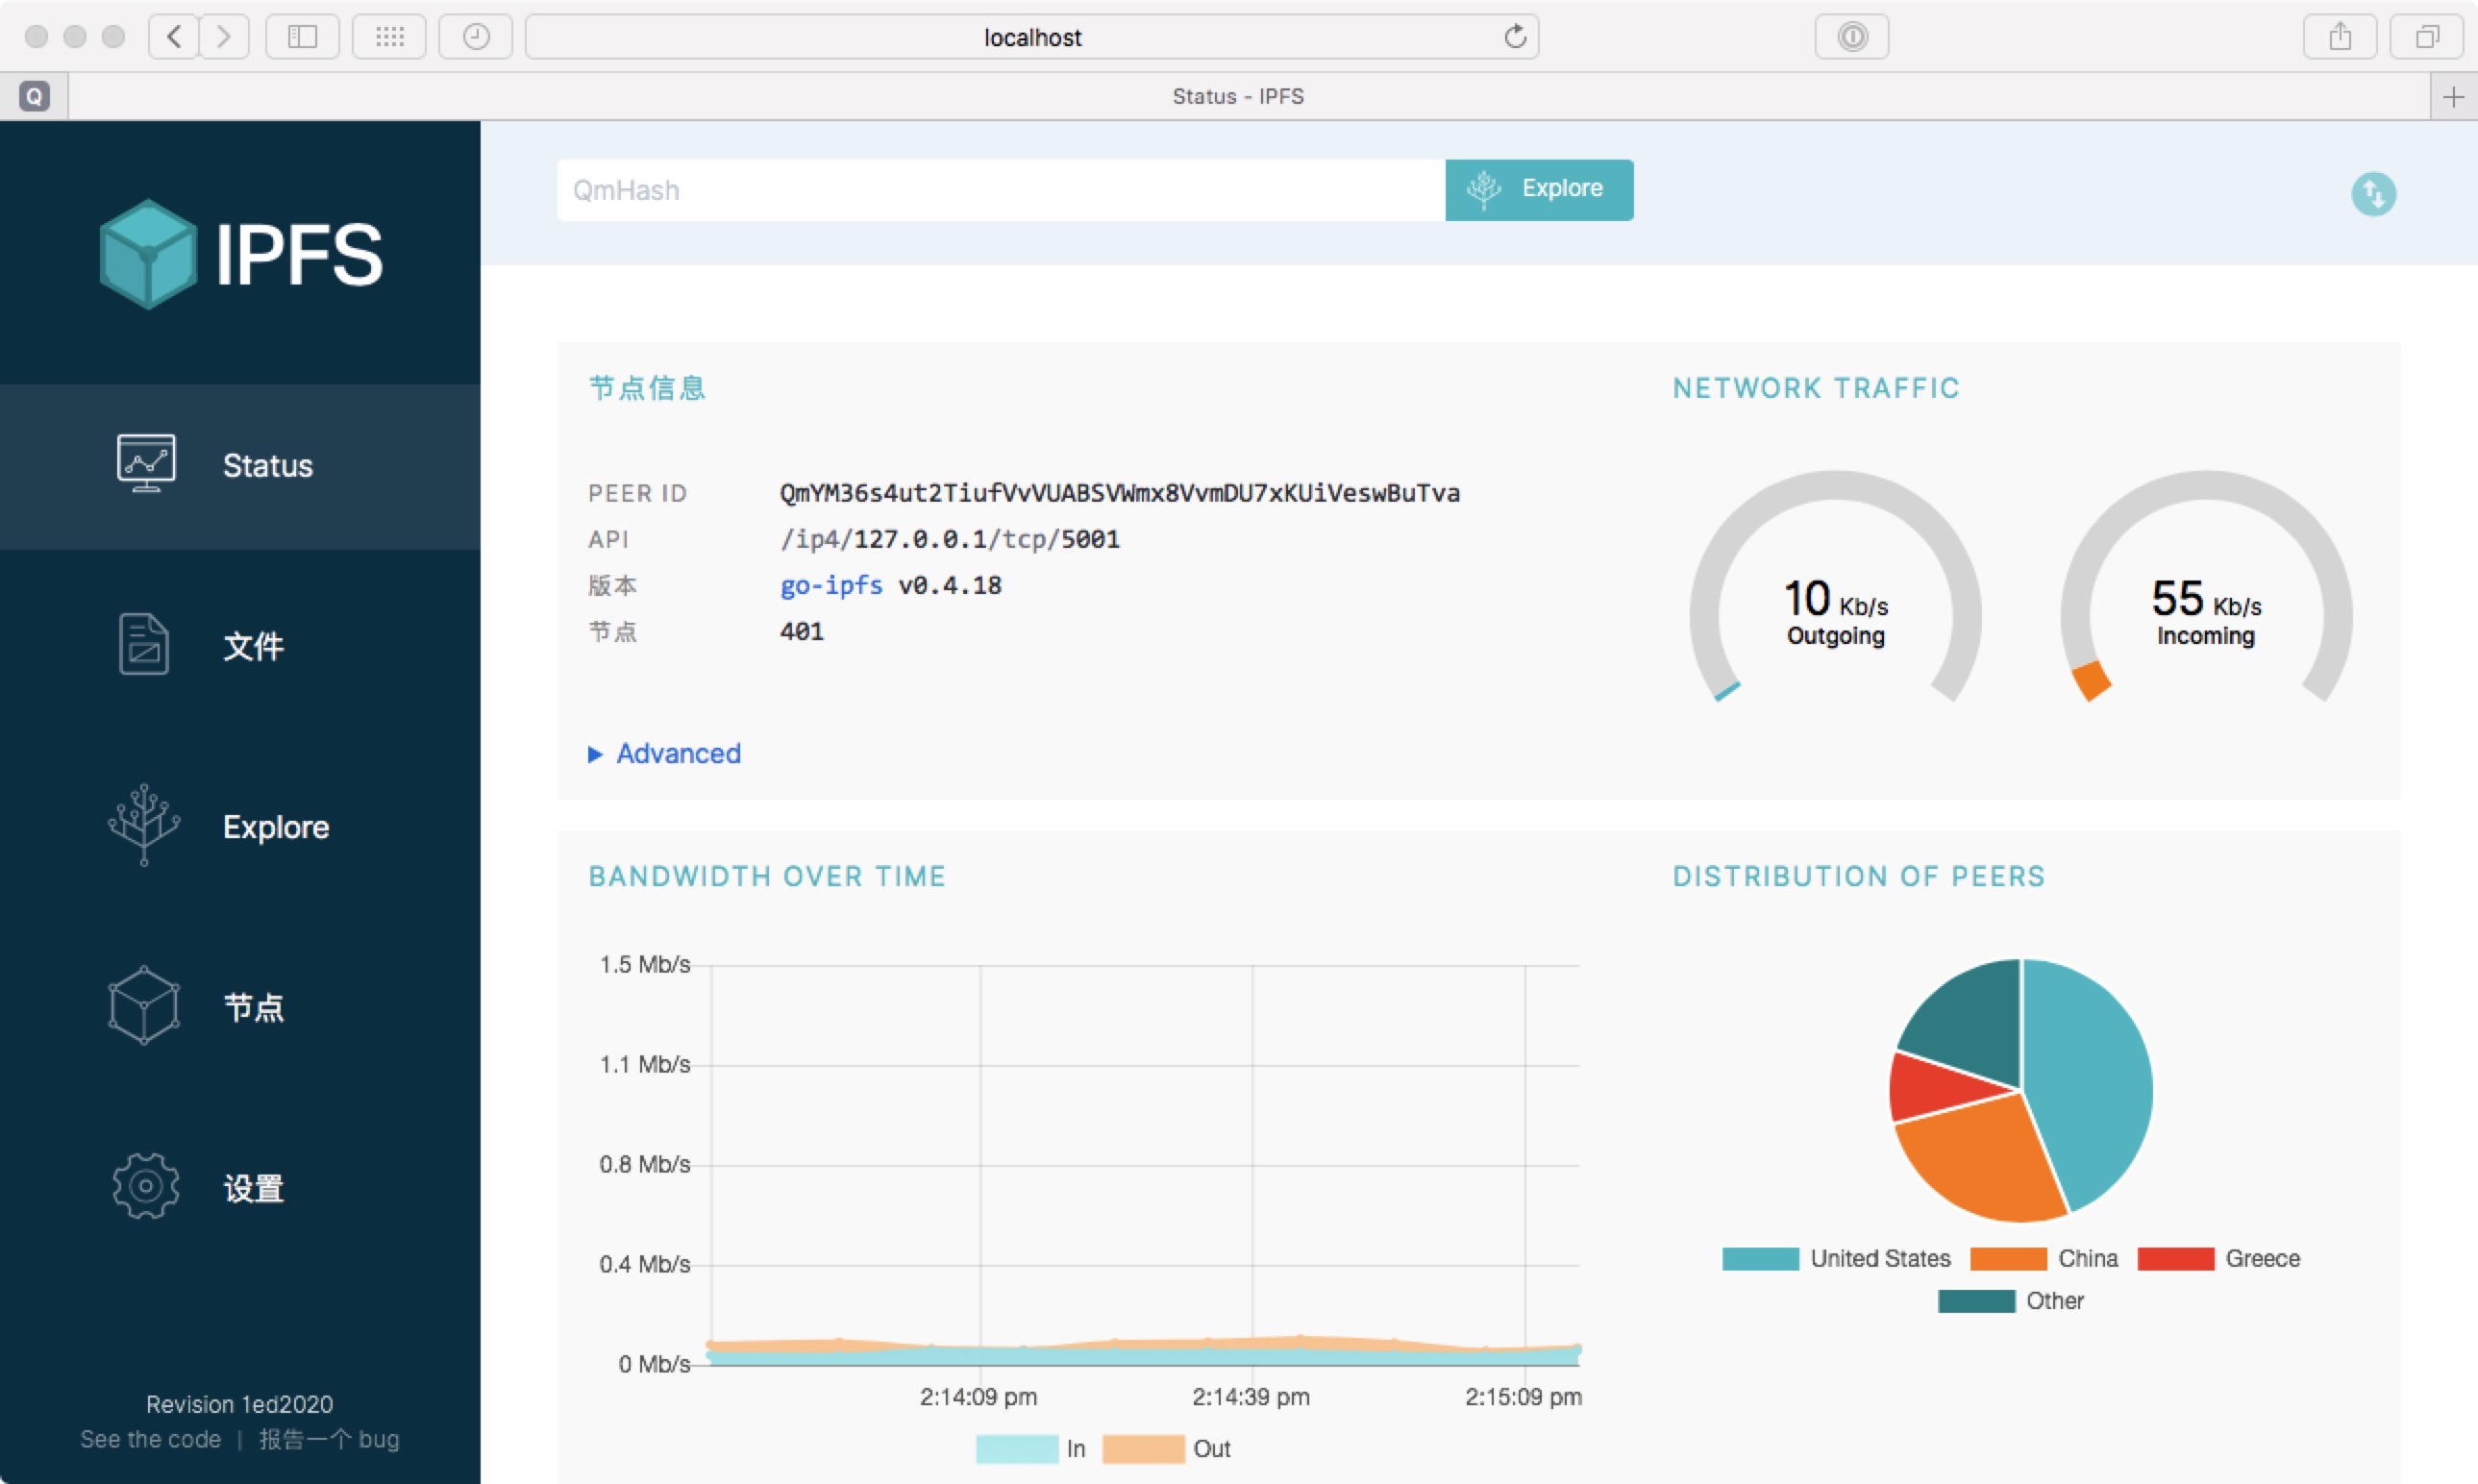 localhost
Q
Status - IPFS
IPFS
QmHash
Explore
Status
文件
Explore
节点
设置
Revision 1ed2020
See the code | 报告一个 bug
节点信息
PEER ID QmYM36s4ut2TiufVvVUABSVWmx8VvmDU7xKUiVeswBuTva
API /ip4/127.0.0.1/tcp/5001
版本 go-ipfs v0.4.18
节点 401
Advanced
NETWORK TRAFFIC
10 Kb/s
Outgoing
55 Kb/s
Incoming
BANDWIDTH OVER TIME
1.5 Mb/s
1.1 Mb/s
0.8 Mb/s
0.4 Mb/s
0 Mb/s
2:14:09 pm 2:14:39 pm 2:15:09 pm
In Out
DISTRIBUTION OF PEERS
United States China Greece
Other